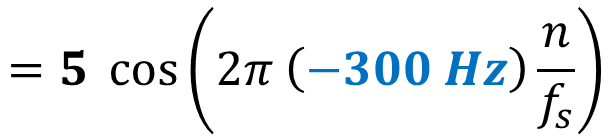 = 5 cos(2π (−300 Hz) n/fₛ)